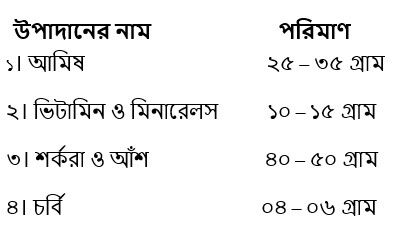 উপাদানের নাম পরিমাণ
১। আমিষ ২৫ – ৩৫ গ্রাম
২। ভিটামিন ও মিনারেলস ১০ – ১৫ গ্রাম
৩। শর্করা ও আঁশ ৪০ – ৫০ গ্রাম
৪। চর্বি ০৪ – ০৬ গ্রাম